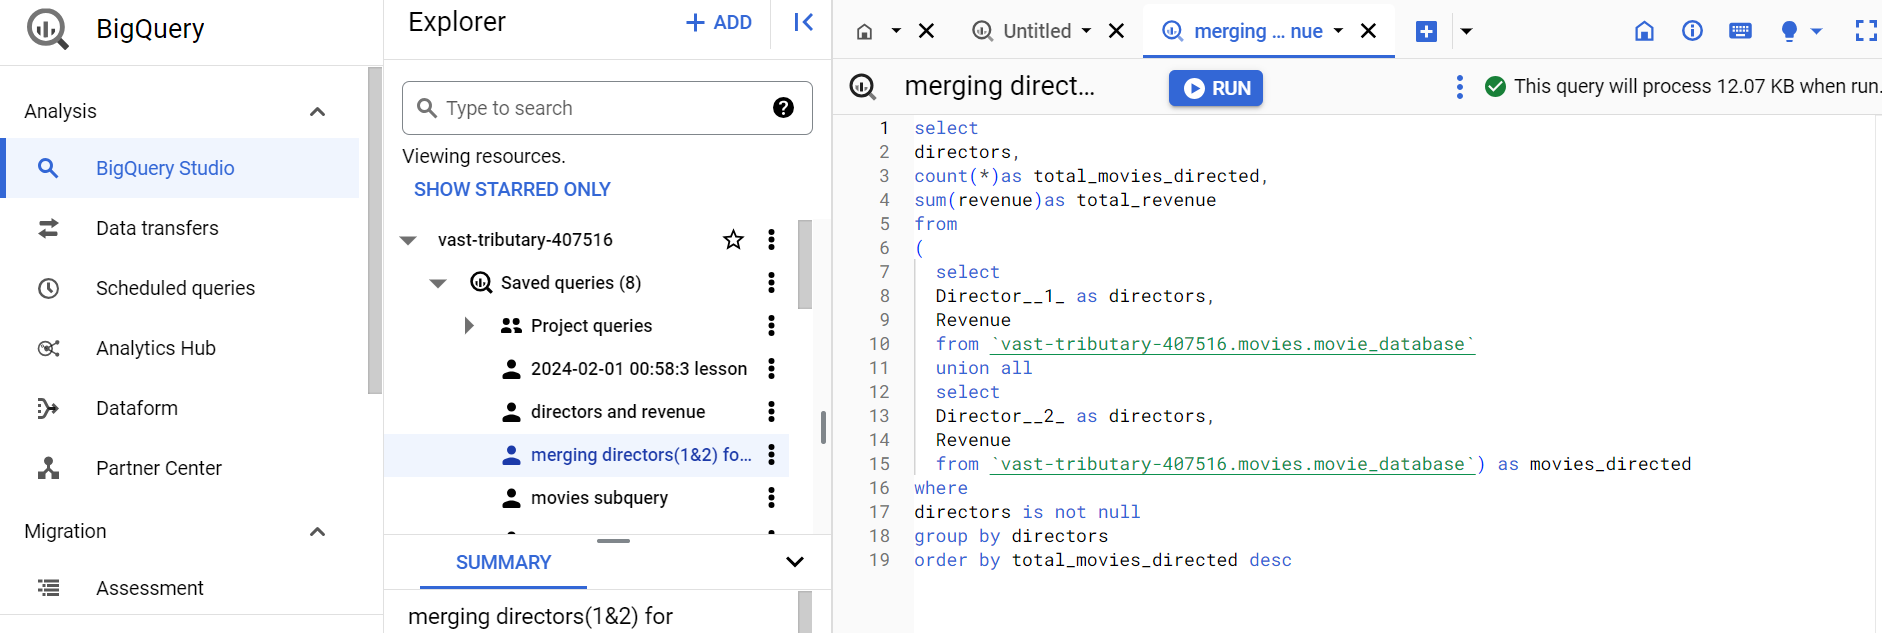 BigQuery
Analysis
BigQuery Studio
Data transfers
Scheduled queries
Analytics Hub
Dataform
Partner Center
Migration
Assessment
Explorer
+ ADD
Type to search
Viewing resources.
SHOW STARRED ONLY
vast-tributary-407516
Saved queries (8)
Project queries
2024-02-01 00:58:3 lesson
directors and revenue
merging directors(1&2) fo...
movies subquery
SUMMARY
merging directors(1&2) for
Untitled
merging ... nue
merging direct...
RUN
This query will process 12.07 KB when run.
1 select
2 directors,
3 count(*)as total_movies_directed,
4 sum(revenue)as total_revenue
5 from
6 (
7 select
8 Director__1_ as directors,
9 Revenue
10 from `vast-tributary-407516.movies.movie_database`
11 union all
12 select
13 Director__2_ as directors,
14 Revenue
15 from `vast-tributary-407516.movies.movie_database`) as movies_directed
16 where
17 directors is not null
18 group by directors
19 order by total_movies_directed desc